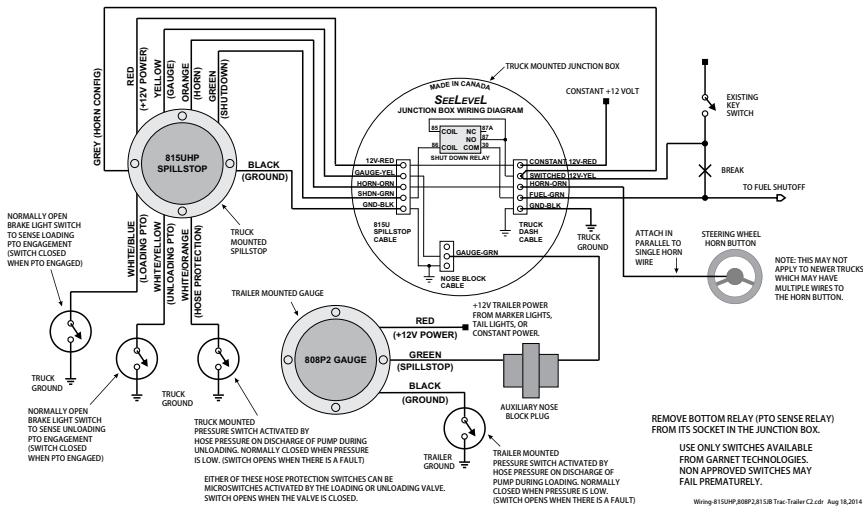 GREY (HORN CONFIG)
RED
(+12V POWER)
YELLOW
(GAUGE)
ORANGE
(HORN)
GREEN
(SHUTDOWN)
815UHP
SPILLSTOP
BLACK
(GROUND)
TRUCK
MOUNTED
SPILLSTOP
WHITE/BLUE
(LOADING PTO)
WHITE/YELLOW
(UNLOADING PTO)
WHITE/ORANGE
(HOSE PROTECTION)
NORMALLY OPEN
BRAKE LIGHT SWITCH
TO SENSE LOADING
PTO ENGAGEMENT
(SWITCH CLOSED
WHEN PTO ENGAGED)
TRUCK
GROUND
NORMALLY OPEN
BRAKE LIGHT SWITCH
TO SENSE UNLOADING
PTO ENGAGEMENT
(SWITCH CLOSED
WHEN PTO ENGAGED)
TRUCK
GROUND
TRUCK MOUNTED
PRESSURE SWITCH ACTIVATED BY
HOSE PRESSURE ON DISCHARGE OF PUMP DURING
UNLOADING. NORMALLY CLOSED WHEN PRESSURE
IS LOW. (SWITCH OPENS WHEN THERE IS A FAULT)
EITHER OF THESE HOSE PROTECTION SWITCHES CAN BE
MICROSWITCHES ACTIVATED BY THE LOADING OR UNLOADING VALVE.
SWITCH OPENS WHEN THE VALVE IS CLOSED.
TRUCK MOUNTED JUNCTION BOX
MADE IN CANADA
SEELEVEL
JUNCTION BOX WIRING DIAGRAM
85 COIL NC 87A
NO 87
86 COIL COM 30
SHUT DOWN RELAY
12V-RED
GAUGE-YEL
HORN-ORN
SHDN-GRN
GND-BLK
815U
SPILLSTOP
CABLE
CONSTANT 12V-RED
SWITCHED 12V-YEL
HORN-ORN
FUEL-GRN
GND-BLK
TRUCK
DASH
CABLE
GAUGE-GRN
NOSE BLOCK
CABLE
CONSTANT +12 VOLT
EXISTING
KEY
SWITCH
BREAK
TO FUEL SHUTOFF
TRUCK
GROUND
ATTACH IN
PARALLEL TO
SINGLE HORN
WIRE
STEERING WHEEL
HORN BUTTON
NOTE: THIS MAY NOT
APPLY TO NEWER TRUCKS
WHICH MAY HAVE
MULTIPLE WIRES TO
THE HORN BUTTON.
TRAILER MOUNTED GAUGE
808P2 GAUGE
RED
(+12V POWER)
+12V TRAILER POWER
FROM MARKER LIGHTS,
TAIL LIGHTS, OR
CONSTANT POWER.
GREEN
(SPILLSTOP)
BLACK
(GROUND)
AUXILIARY NOSE
BLOCK PLUG
TRAILER
GROUND
TRAILER MOUNTED
PRESSURE SWITCH ACTIVATED BY
HOSE PRESSURE ON DISCHARGE OF
PUMP DURING LOADING. NORMALLY
CLOSED WHEN PRESSURE IS LOW.
(SWITCH OPENS WHEN THERE IS A FAULT)
REMOVE BOTTOM RELAY (PTO SENSE RELAY)
FROM ITS SOCKET IN THE JUNCTION BOX.
USE ONLY SWITCHES AVAILABLE
FROM GARNET TECHNOLOGIES.
NON APPROVED SWITCHES MAY
FAIL PREMATURELY.
Wiring-815UHP,808P2,815JB Trac-Trailer C2.cdr Aug 18,2014